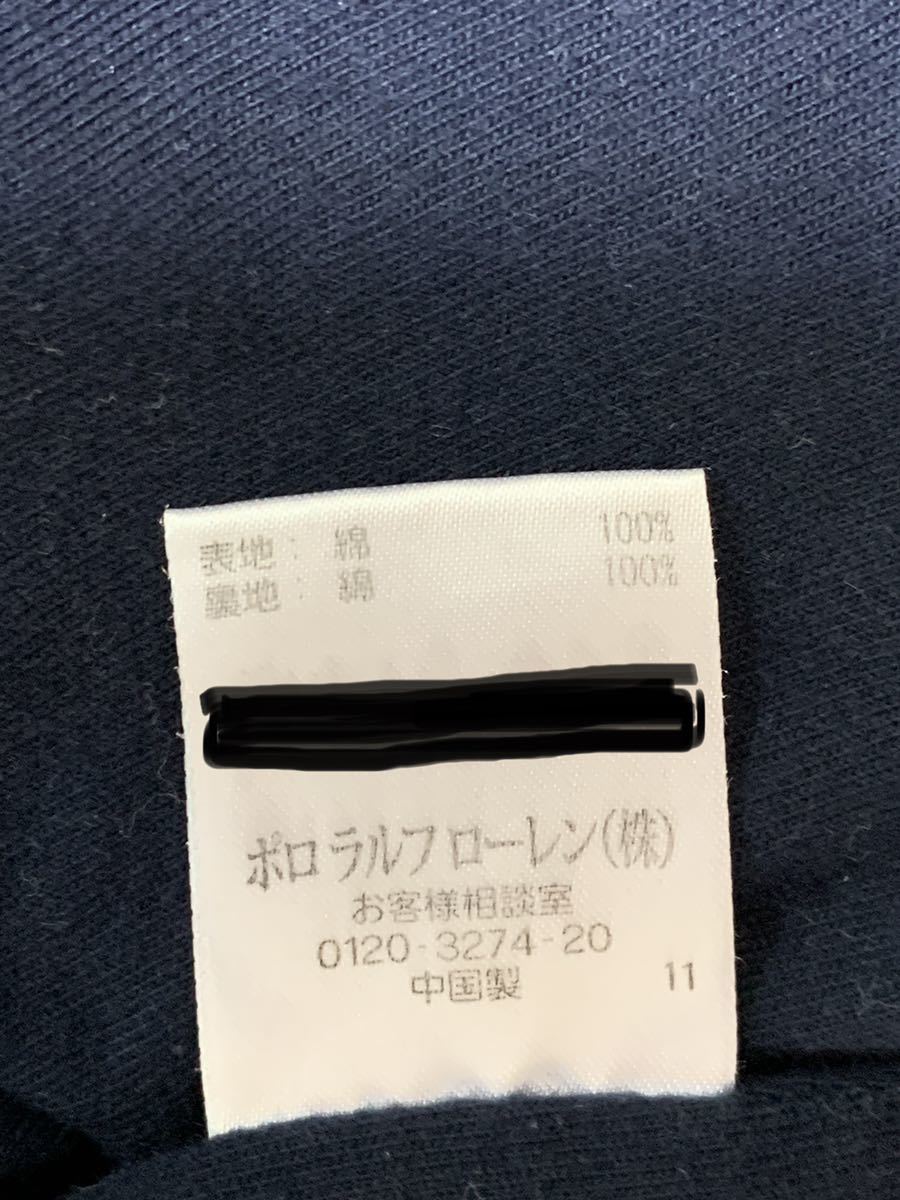 表地： 綿 100%
裏地： 綿 100%
ポロ ラルフ ローレン(株)
お客様相談室
0120-3274-20
中国製 11